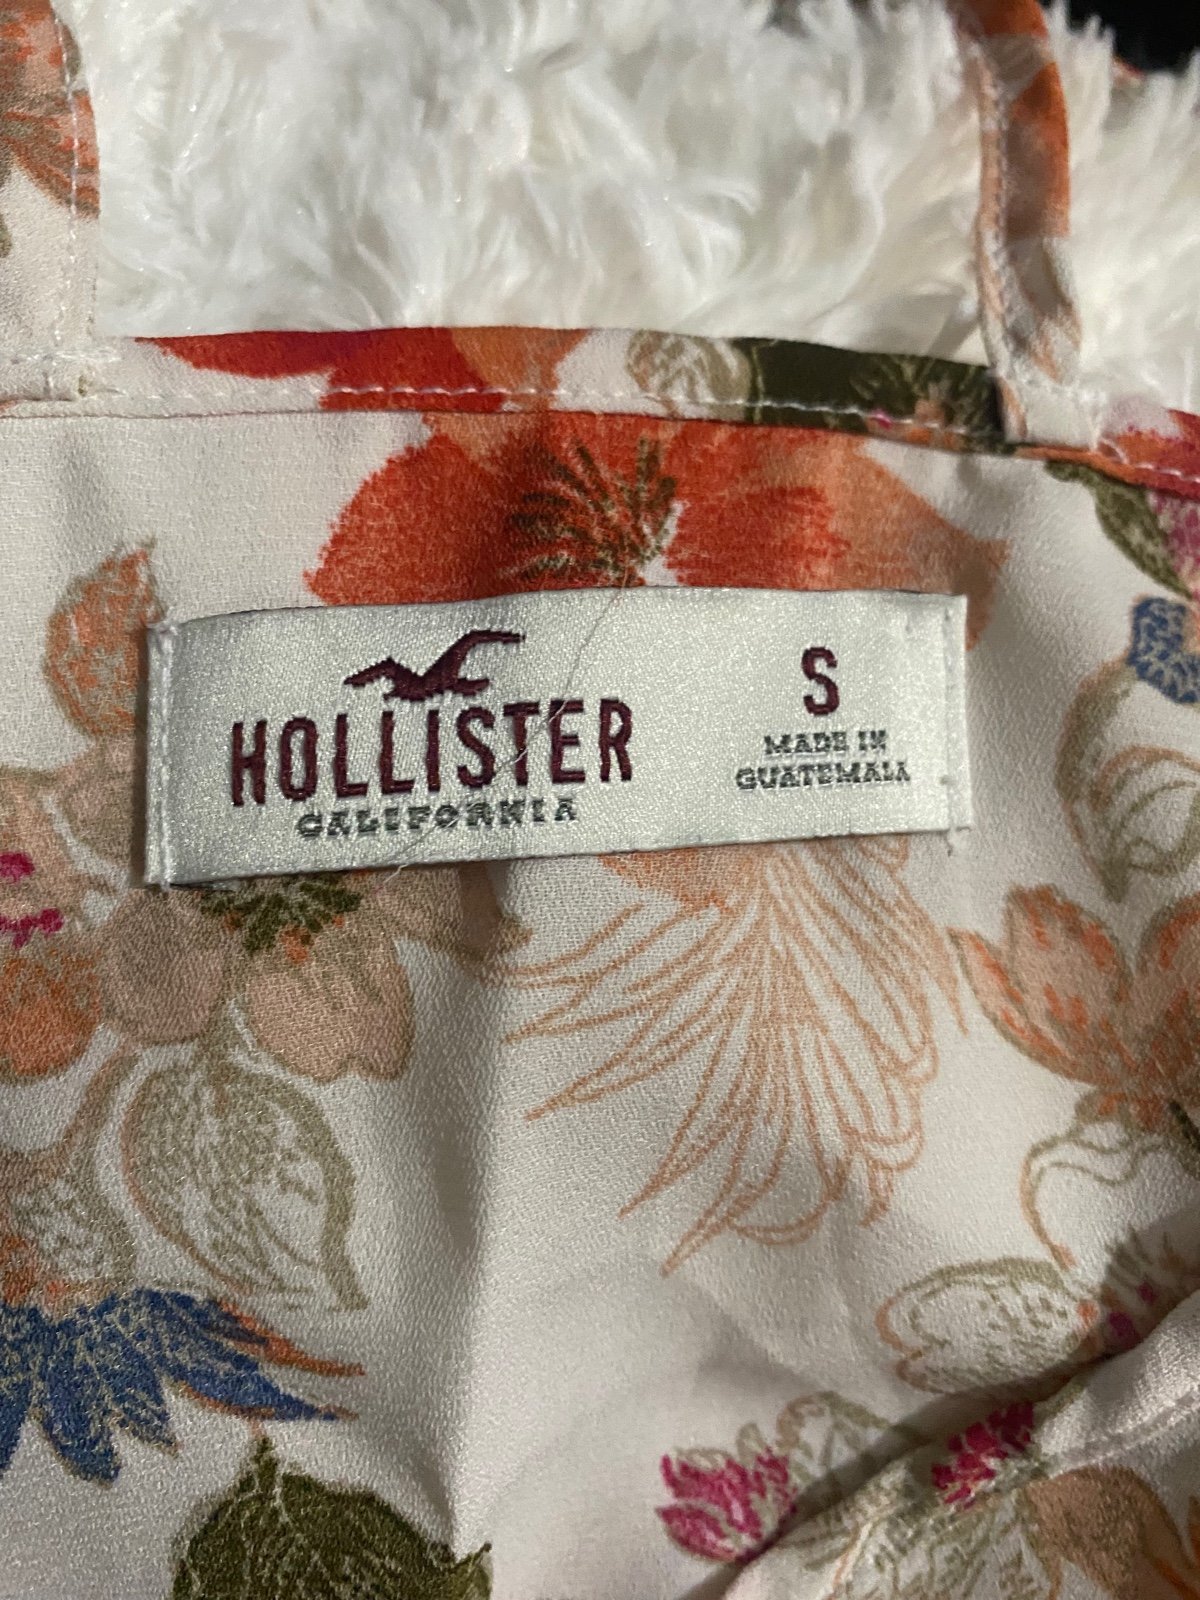 HOLLISTER
CALIFORNIA
S
MADE IN
GUATEMALA